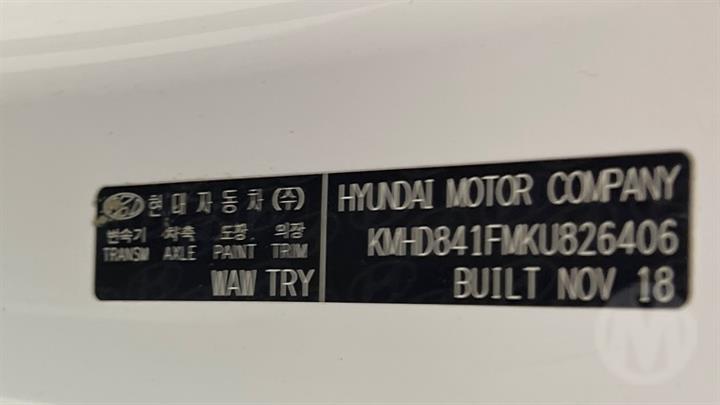 현대자동차(주)
변속기 차축 도장 의장
TRANSM AXLE PAINT TRIM
WAW TRY
HYUNDAI MOTOR COMPANY
KMHD841FMKU826406
BUILT NOV 18
M